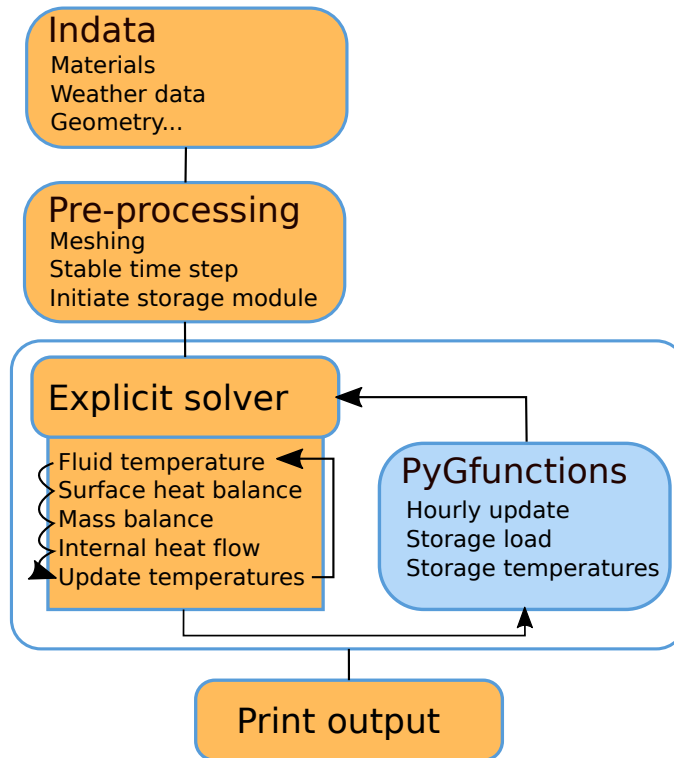 Indata
Materials
Weather data
Geometry...
Pre-processing
Meshing
Stable time step
Initiate storage module
Explicit solver
Fluid temperature
Surface heat balance
Mass balance
Internal heat flow
Update temperatures
PyGfunctions
Hourly update
Storage load
Storage temperatures
Print output